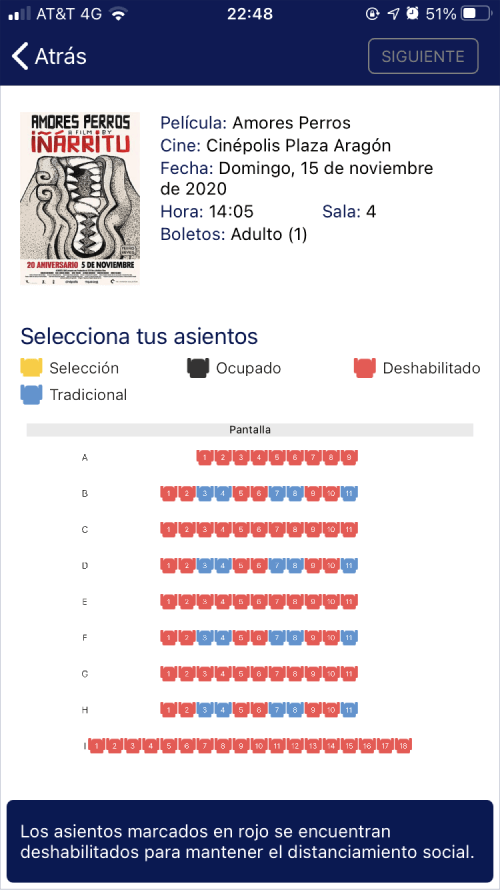 AT&T 4G 22:48 51%
Atrás SIGUIENTE
AMORES PERROS
A FILM BY
IÑÁRRITU
20 ANIVERSARIO 5 DE NOVIEMBRE
Película: Amores Perros
Cine: Cinépolis Plaza Aragón
Fecha: Domingo, 15 de noviembre
de 2020
Hora: 14:05 Sala: 4
Boletos: Adulto (1)
Selecciona tus asientos
Selección Ocupado Deshabilitado
Tradicional
Pantalla
A 1 2 3 4 5 6 7 8 9
B 1 2 3 4 5 6 7 8 9 10 11
C 1 2 3 4 5 6 7 8 9 10 11
D 1 2 3 4 5 6 7 8 9 10 11
E 1 2 3 4 5 6 7 8 9 10 11
F 1 2 3 4 5 6 7 8 9 10 11
G 1 2 3 4 5 6 7 8 9 10 11
H 1 2 3 4 5 6 7 8 9 10 11
I 1 2 3 4 5 6 7 8 9 10 11 12 13 14 15 16 17 18
Los asientos marcados en rojo se encuentran
deshabilitados para mantener el distanciamiento social.